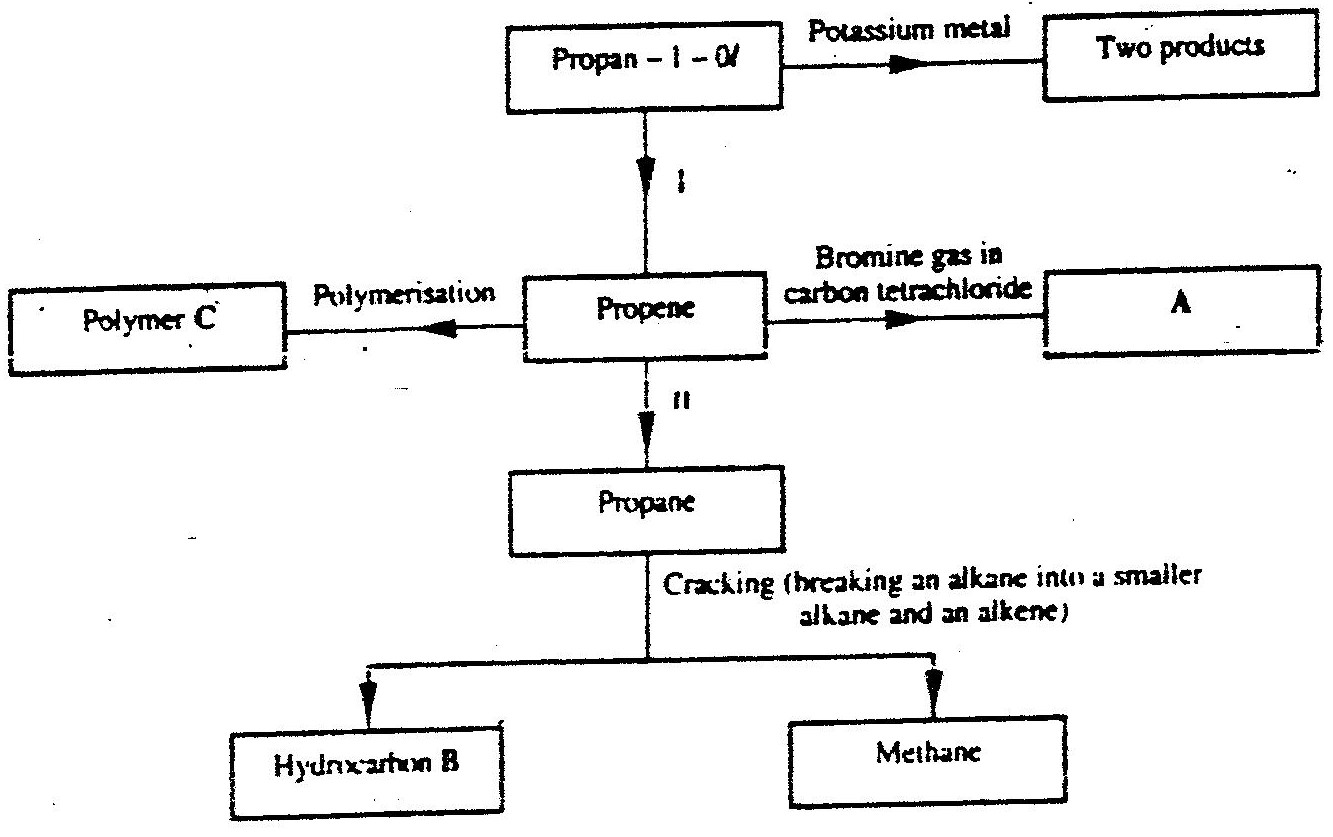 Potassium metal
Propan – 1 – 0l
Two products
I
Bromine gas in
carbon tetrachloride
Polymerisation
Polymer C
Propene
A
II
Propane
Cracking (breaking an alkane into a smaller
alkane and an alkene)
Hydrocarbon B
Methane